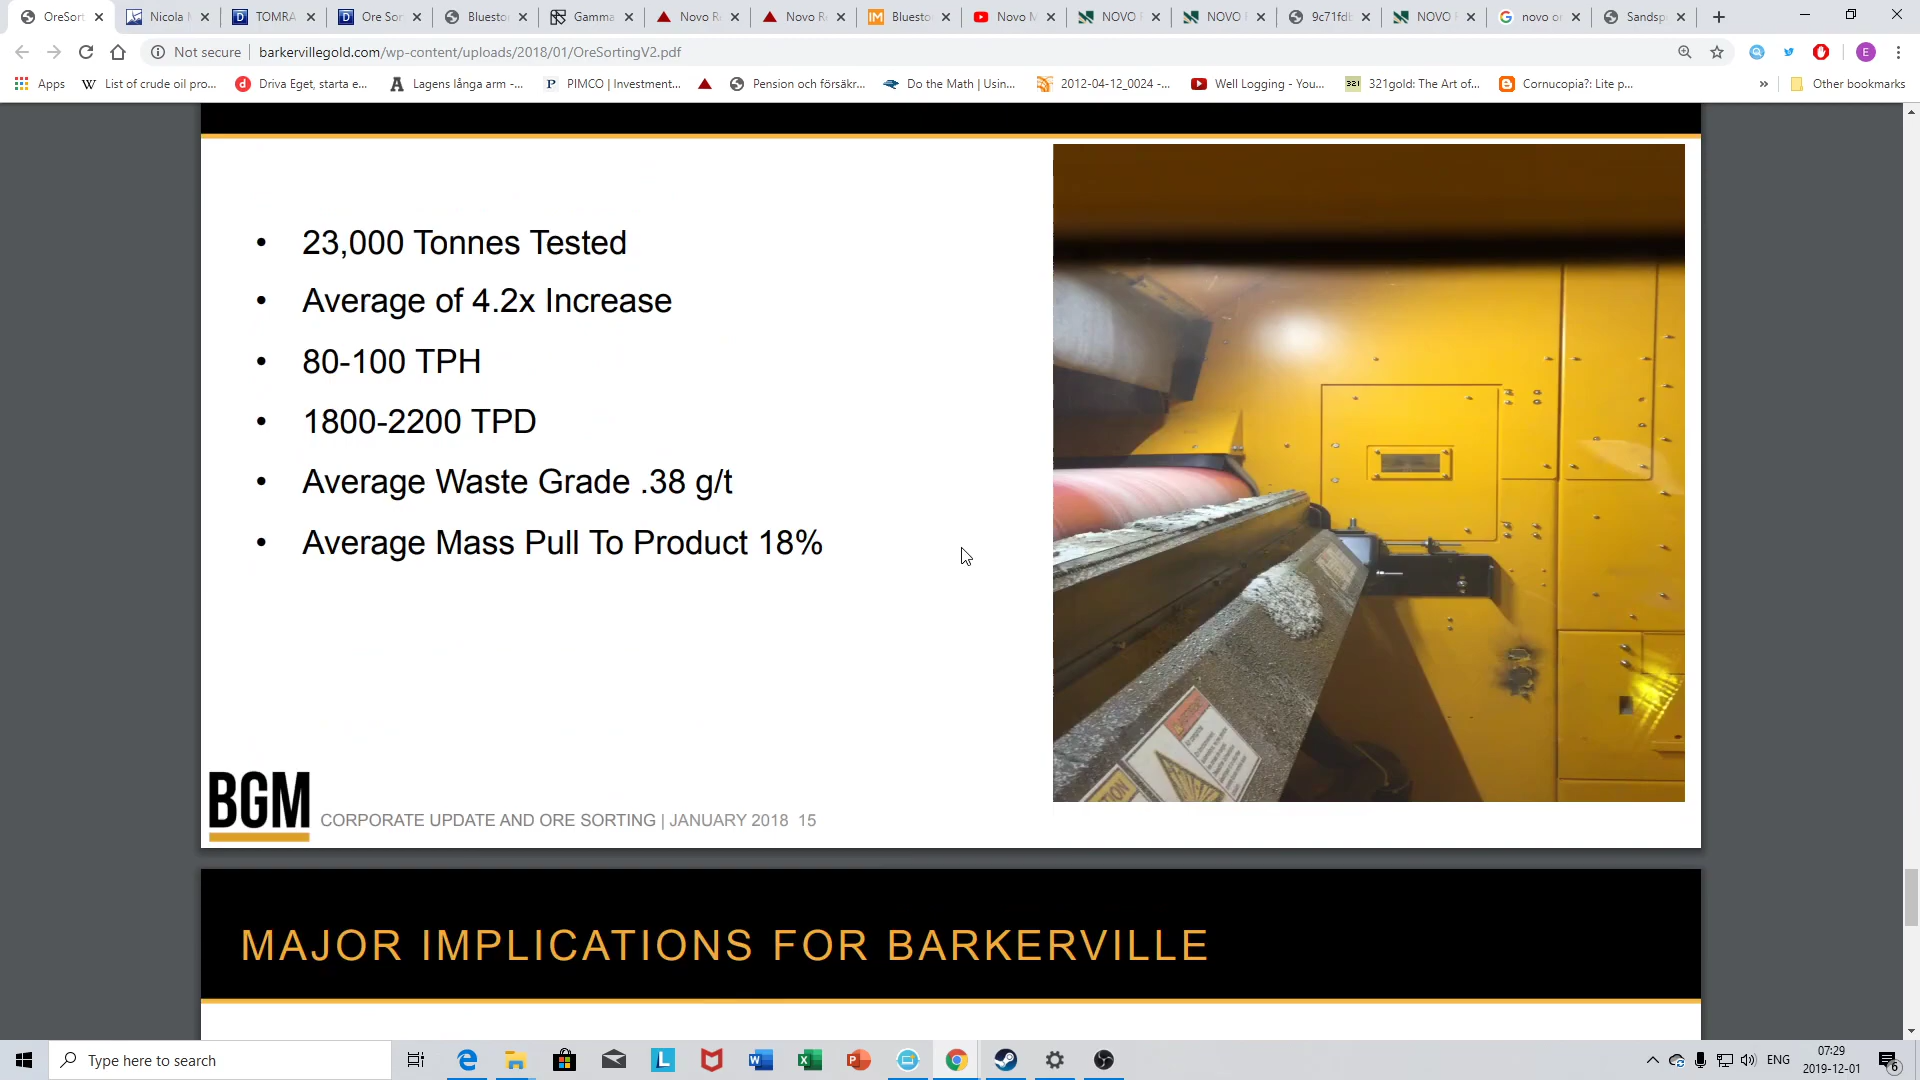 OreSort
Nicola M
TOMRA
Ore Sor
Bluestor
Gamma
Novo R
Novo R
Bluesto
Novo M
NOVO
NOVO
9c71fdb
NOVO
novo or
Sandsp
Not secure
barkervillegold.com/wp-content/uploads/2018/01/OreSortingV2.pdf
E
Apps
List of crude oil pro...
Driva Eget, starta e...
Lagens långa arm -...
PIMCO | Investment...
Pension och försäkr...
Do the Math | Usin...
2012-04-12_0024 -...
Well Logging - You...
321gold: The Art of...
Cornucopia?: Lite p...
»
Other bookmarks
• 23,000 Tonnes Tested
• Average of 4.2x Increase
• 80-100 TPH
• 1800-2200 TPD
• Average Waste Grade .38 g/t
• Average Mass Pull To Product 18%
BGM
CORPORATE UPDATE AND ORE SORTING | JANUARY 2018 15
MAJOR IMPLICATIONS FOR BARKERVILLE
Type here to search
ENG
07:29
2019-12-01
6